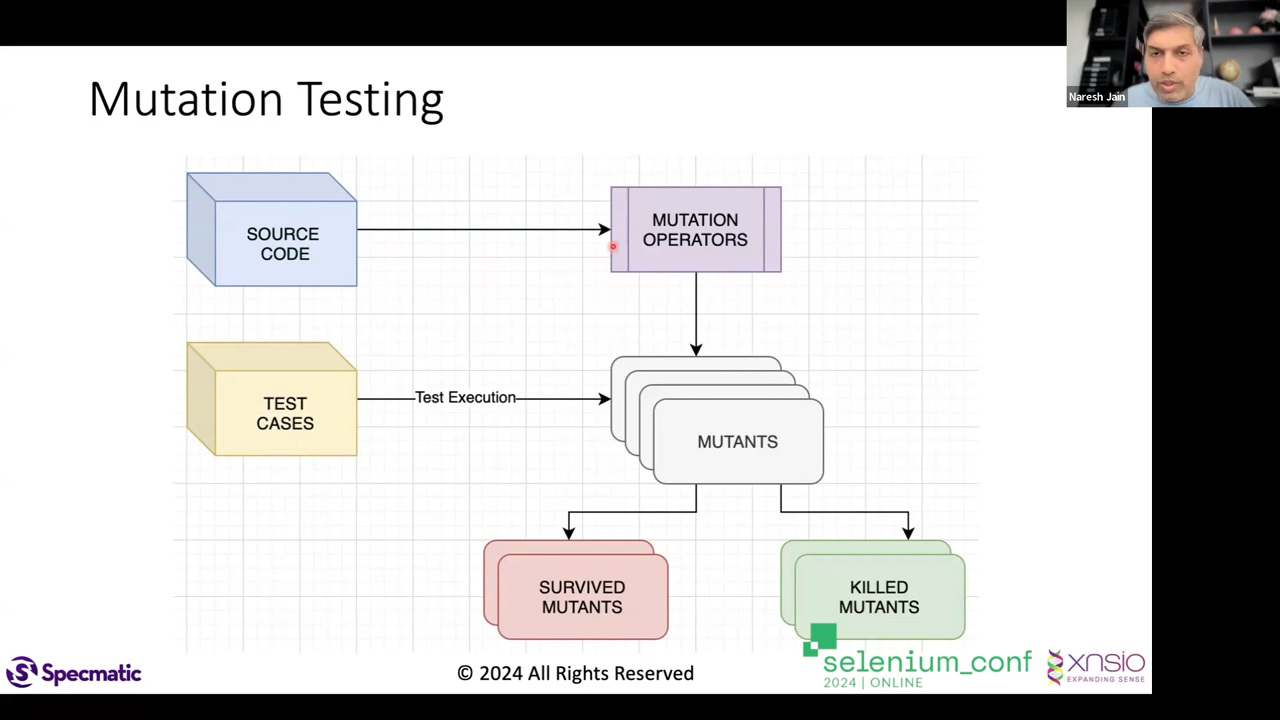 Naresh Jain
Mutation Testing
SOURCE
CODE
MUTATION
OPERATORS
TEST
CASES
Test Execution
MUTANTS
SURVIVED
MUTANTS
KILLED
MUTANTS
S
Specmatic
© 2024 All Rights Reserved
selenium_conf
2024 | ONLINE
xnsio
EXPANDING SENSE